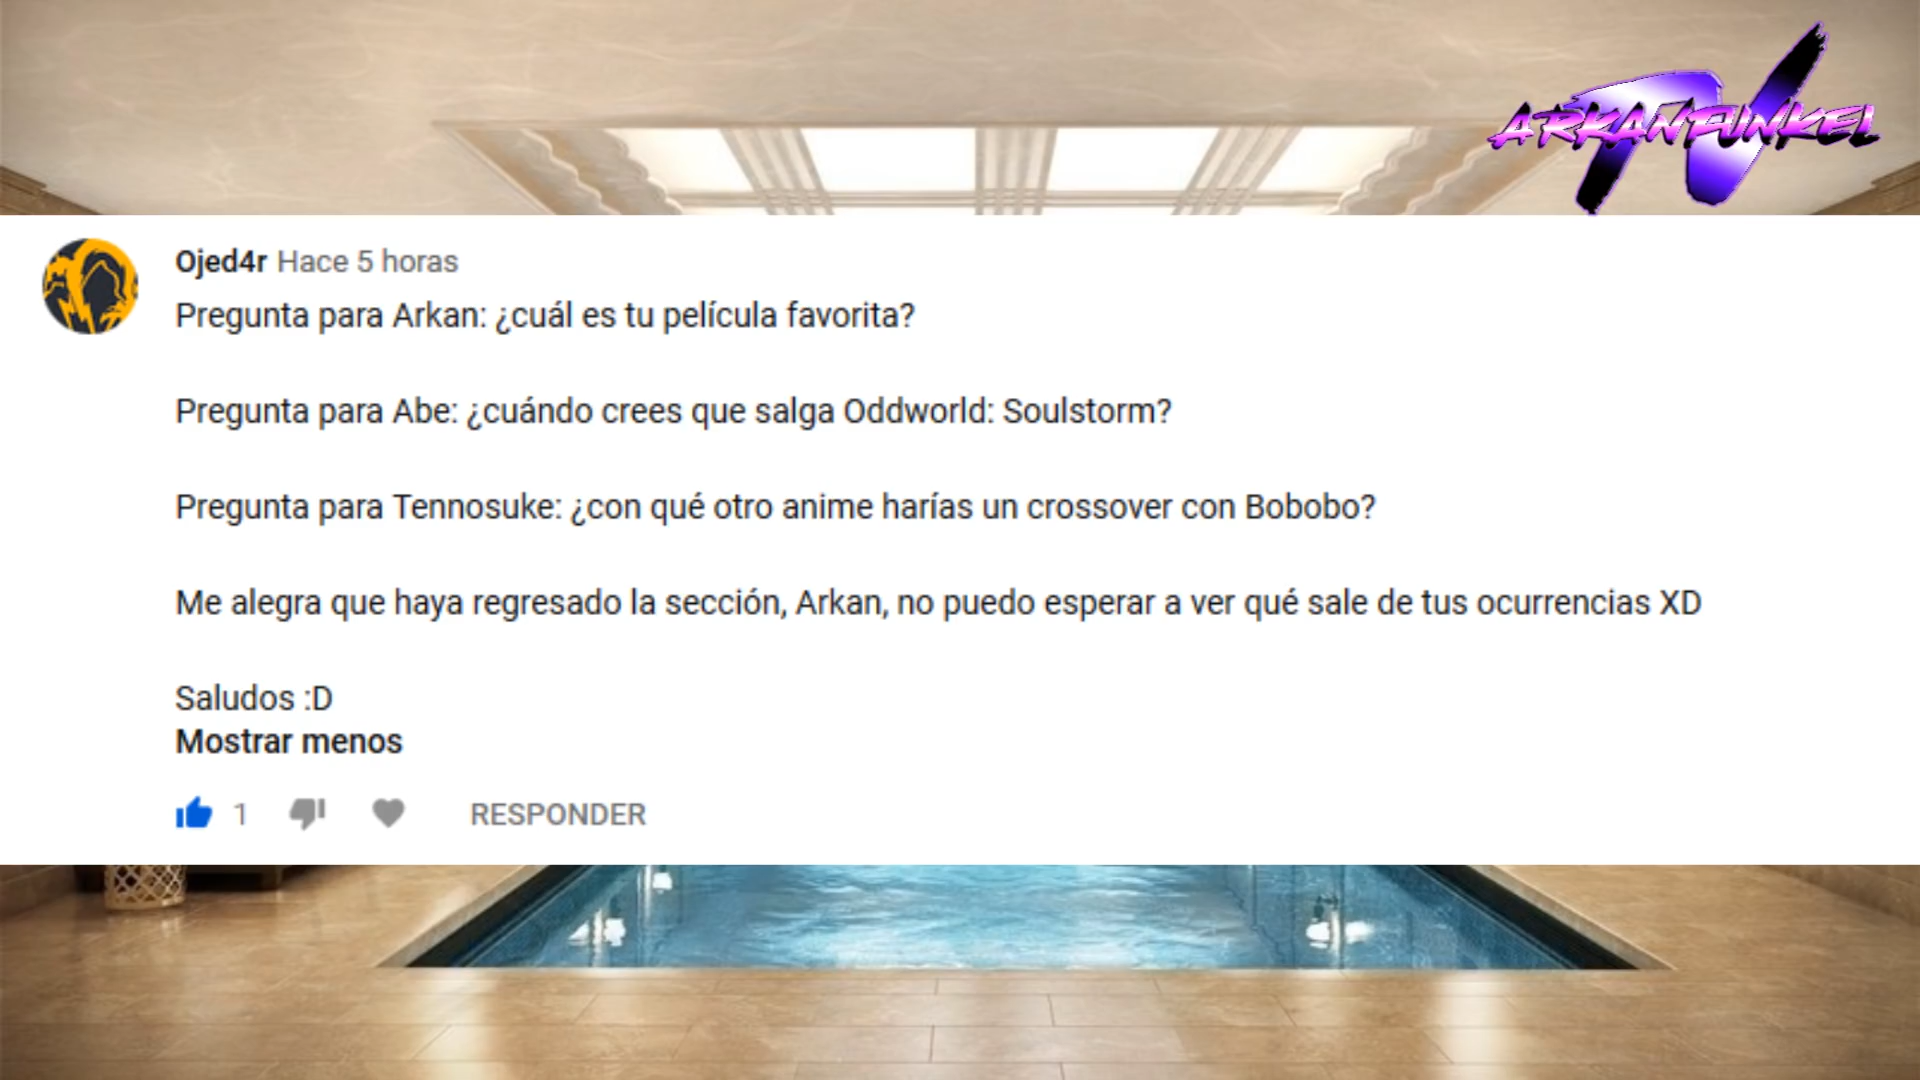 TV
ARKANFUNKEL
Ojed4r Hace 5 horas
Pregunta para Arkan: ¿cuál es tu película favorita?
Pregunta para Abe: ¿cuándo crees que salga Oddworld: Soulstorm?
Pregunta para Tennosuke: ¿con qué otro anime harías un crossover con Bobobo?
Me alegra que haya regresado la sección, Arkan, no puedo esperar a ver qué sale de tus ocurrencias XD
Saludos :D
Mostrar menos
1 RESPONDER